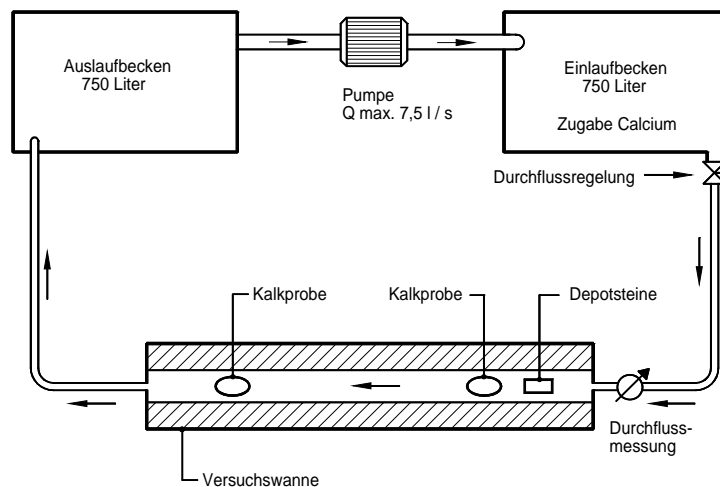 Auslaufbecken
750 Liter
Pumpe
Q max. 7,5 l / s
Einlaufbecken
750 Liter
Zugabe Calcium
Durchflussregelung
Kalkprobe
Kalkprobe
Depotsteine
Durchfluss-
messung
Versuchswanne